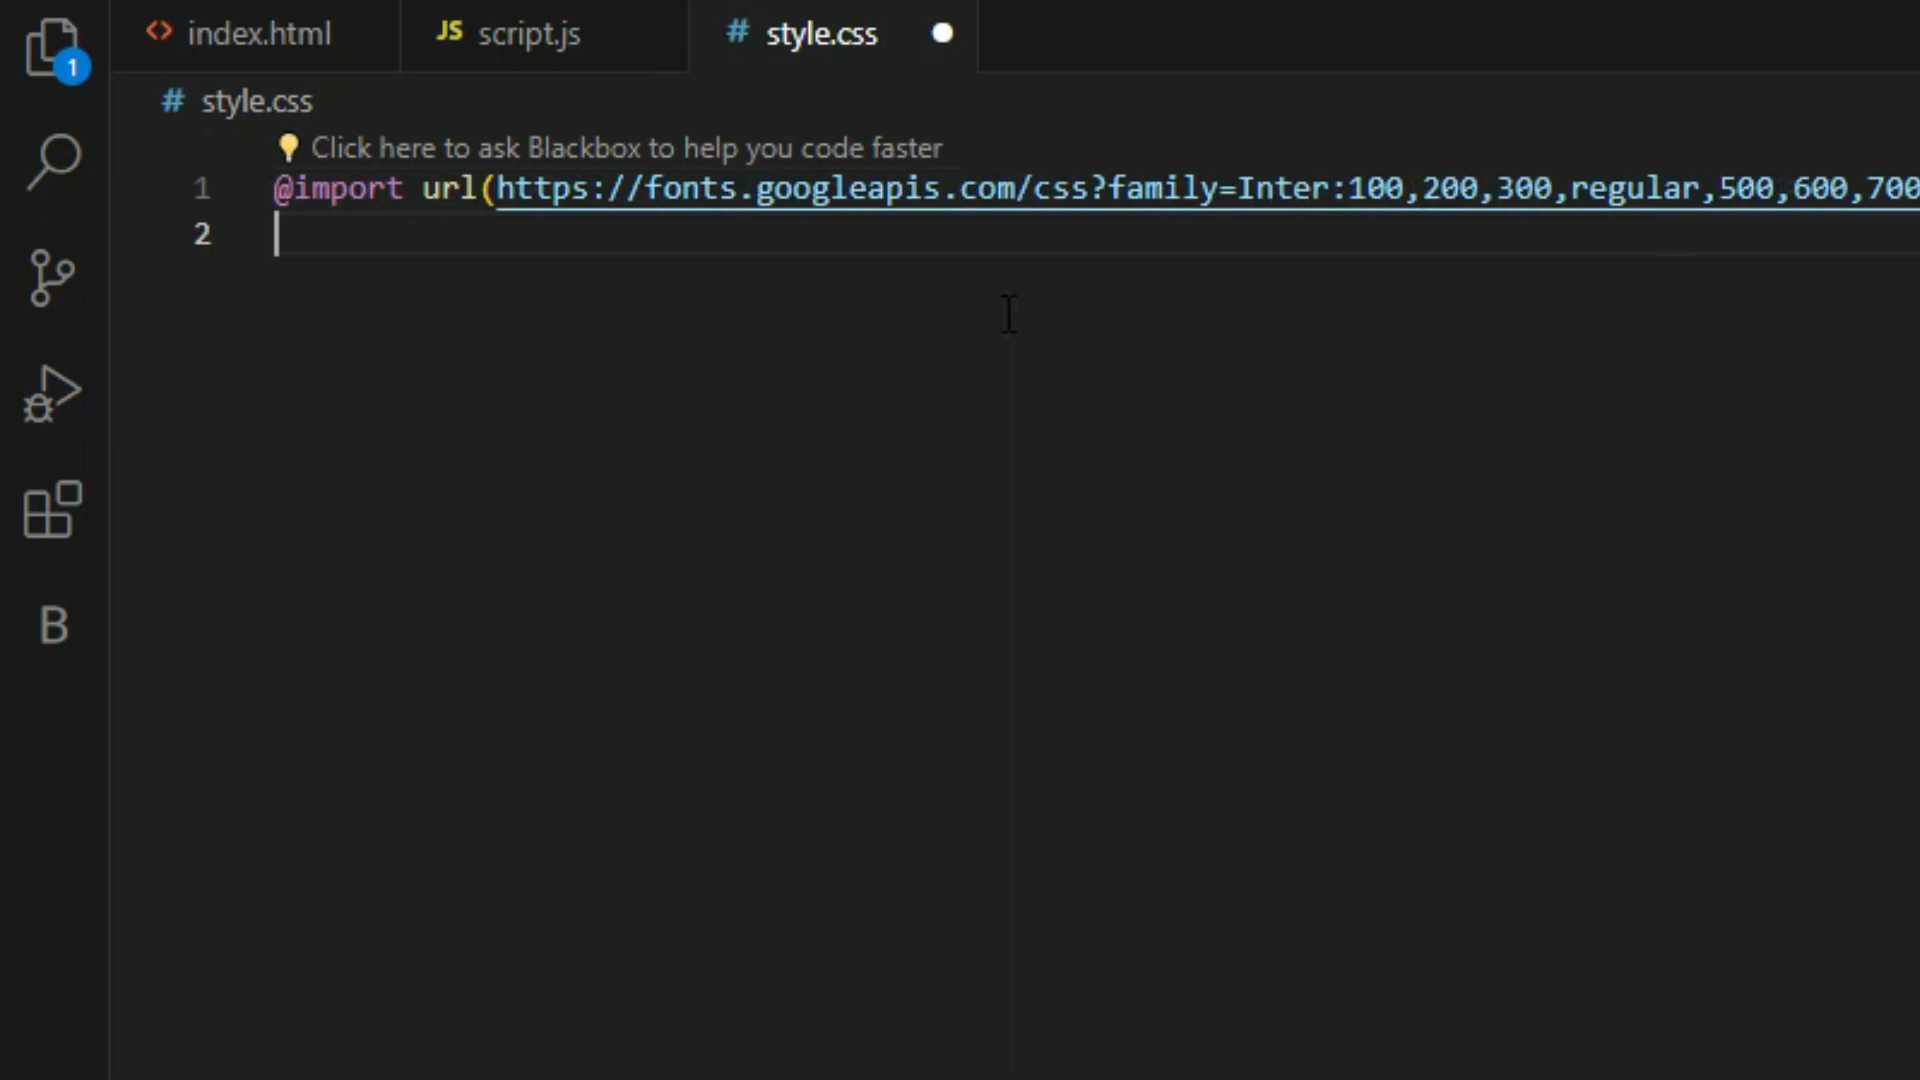 <> index.html JS script.js # style.css
1
# style.css
Click here to ask Blackbox to help you code faster
1 @import url(https://fonts.googleapis.com/css?family=Inter:100,200,300,regular,500,600,700
2
B